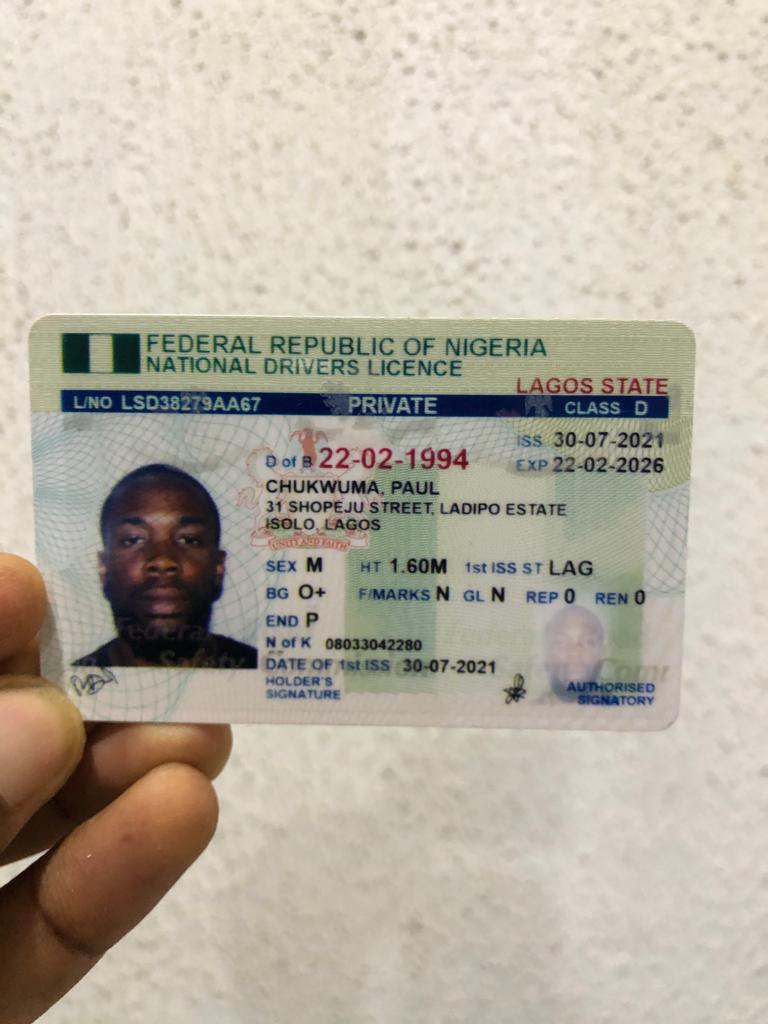 FEDERAL REPUBLIC OF NIGERIA
NATIONAL DRIVERS LICENCE
LAGOS STATE
L/NO LSD38279AA67 PRIVATE CLASS D
ISS 30-07-2021
D of B 22-02-1994 EXP 22-02-2026
CHUKWUMA, PAUL
31 SHOPEJU STREET, LADIPO ESTATE
ISOLO, LAGOS
UNITY AND FAITH
SEX M HT 1.60M 1st ISS ST LAG
BG O+ F/MARKS N GL N REP 0 REN 0
END P
Federal
N of K 08033042280
Safety
DATE OF 1st ISS 30-07-2021
HOLDER'S
SIGNATURE
AUTHORISED
SIGNATORY